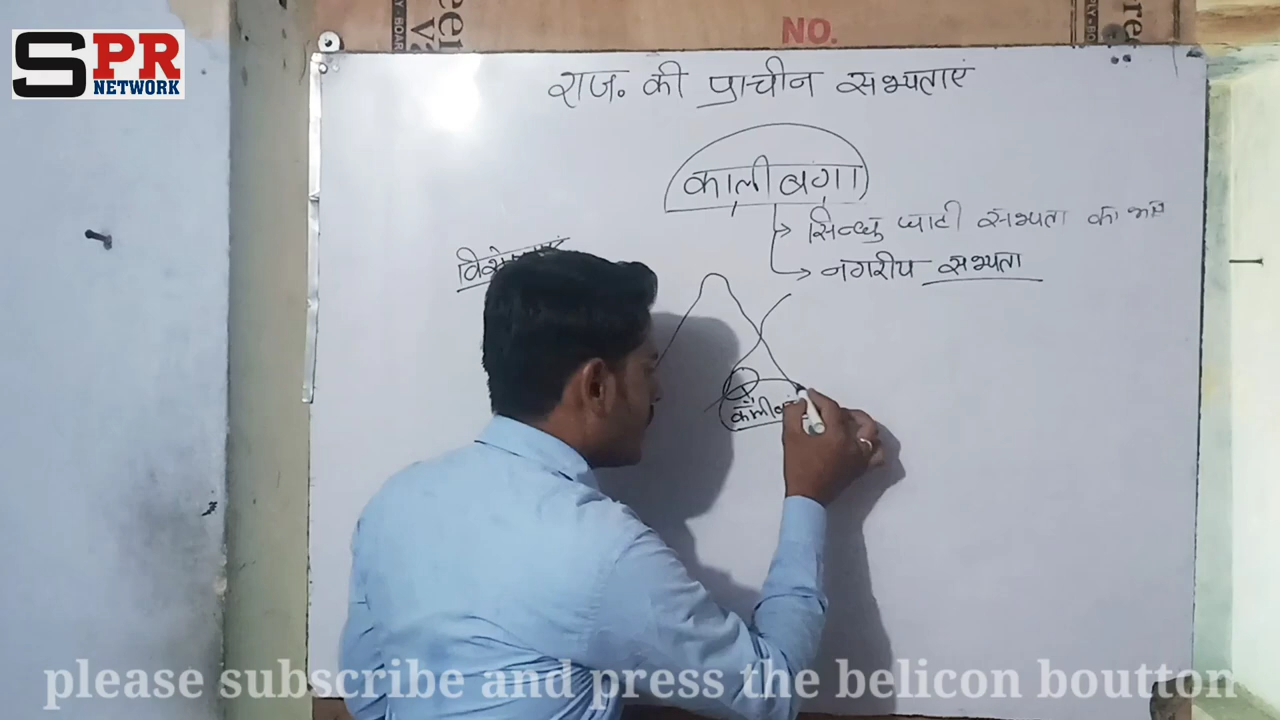 SPR
NETWORK
NO.
राज. की प्राचीन सभ्यताएं
कालीबंगा
सिन्धु घाटी सभ्यता का
नगरीय सभ्यता
please subscribe and press the belicon boutton